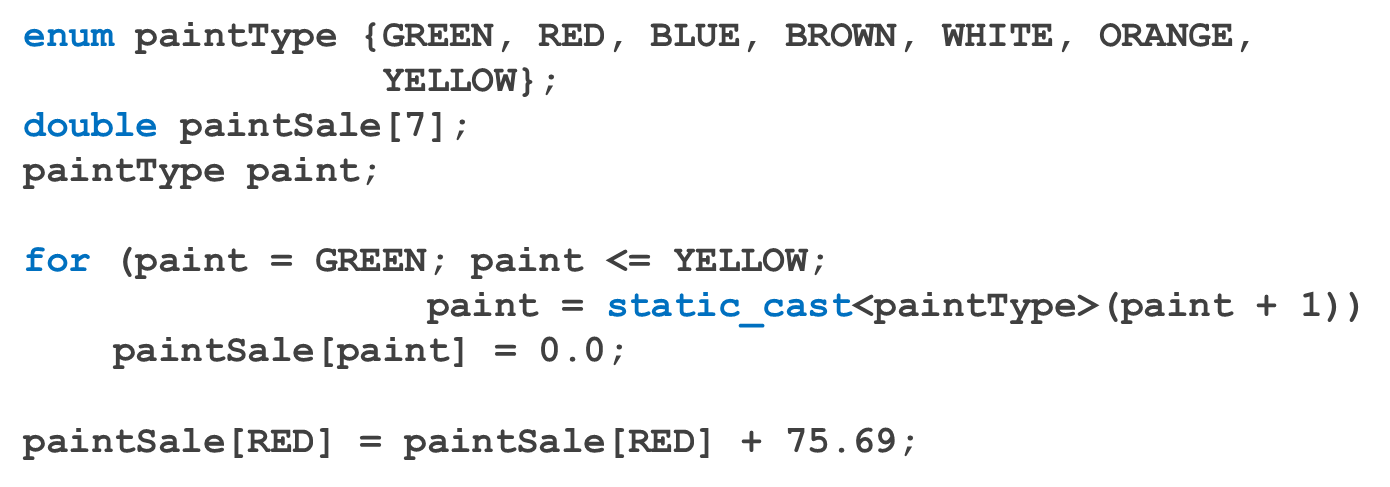 enum paintType {GREEN, RED, BLUE, BROWN, WHITE, ORANGE,
YELLOW};
double paintSale[7];
paintType paint;
for (paint = GREEN; paint <= YELLOW;
paint = static_cast<paintType>(paint + 1))
paintSale[paint] = 0.0;
paintSale[RED] = paintSale[RED] + 75.69;